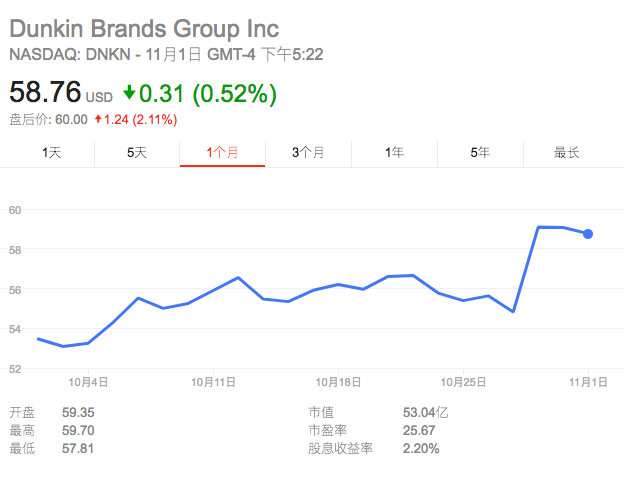 Dunkin Brands Group Inc
NASDAQ: DNKN - 11月1日 GMT-4 下午5:22
58.76 USD ↓0.31 (0.52%)
盘后价: 60.00 ↑1.24 (2.11%)
1天 5天 1个月 3个月 1年 5年 最长
60
58
56
54
52
10月4日 10月11日 10月18日 10月25日 11月1日
开盘 59.35 市值 53.04亿
最高 59.70 市盈率 25.67
最低 57.81 股息收益率 2.20%